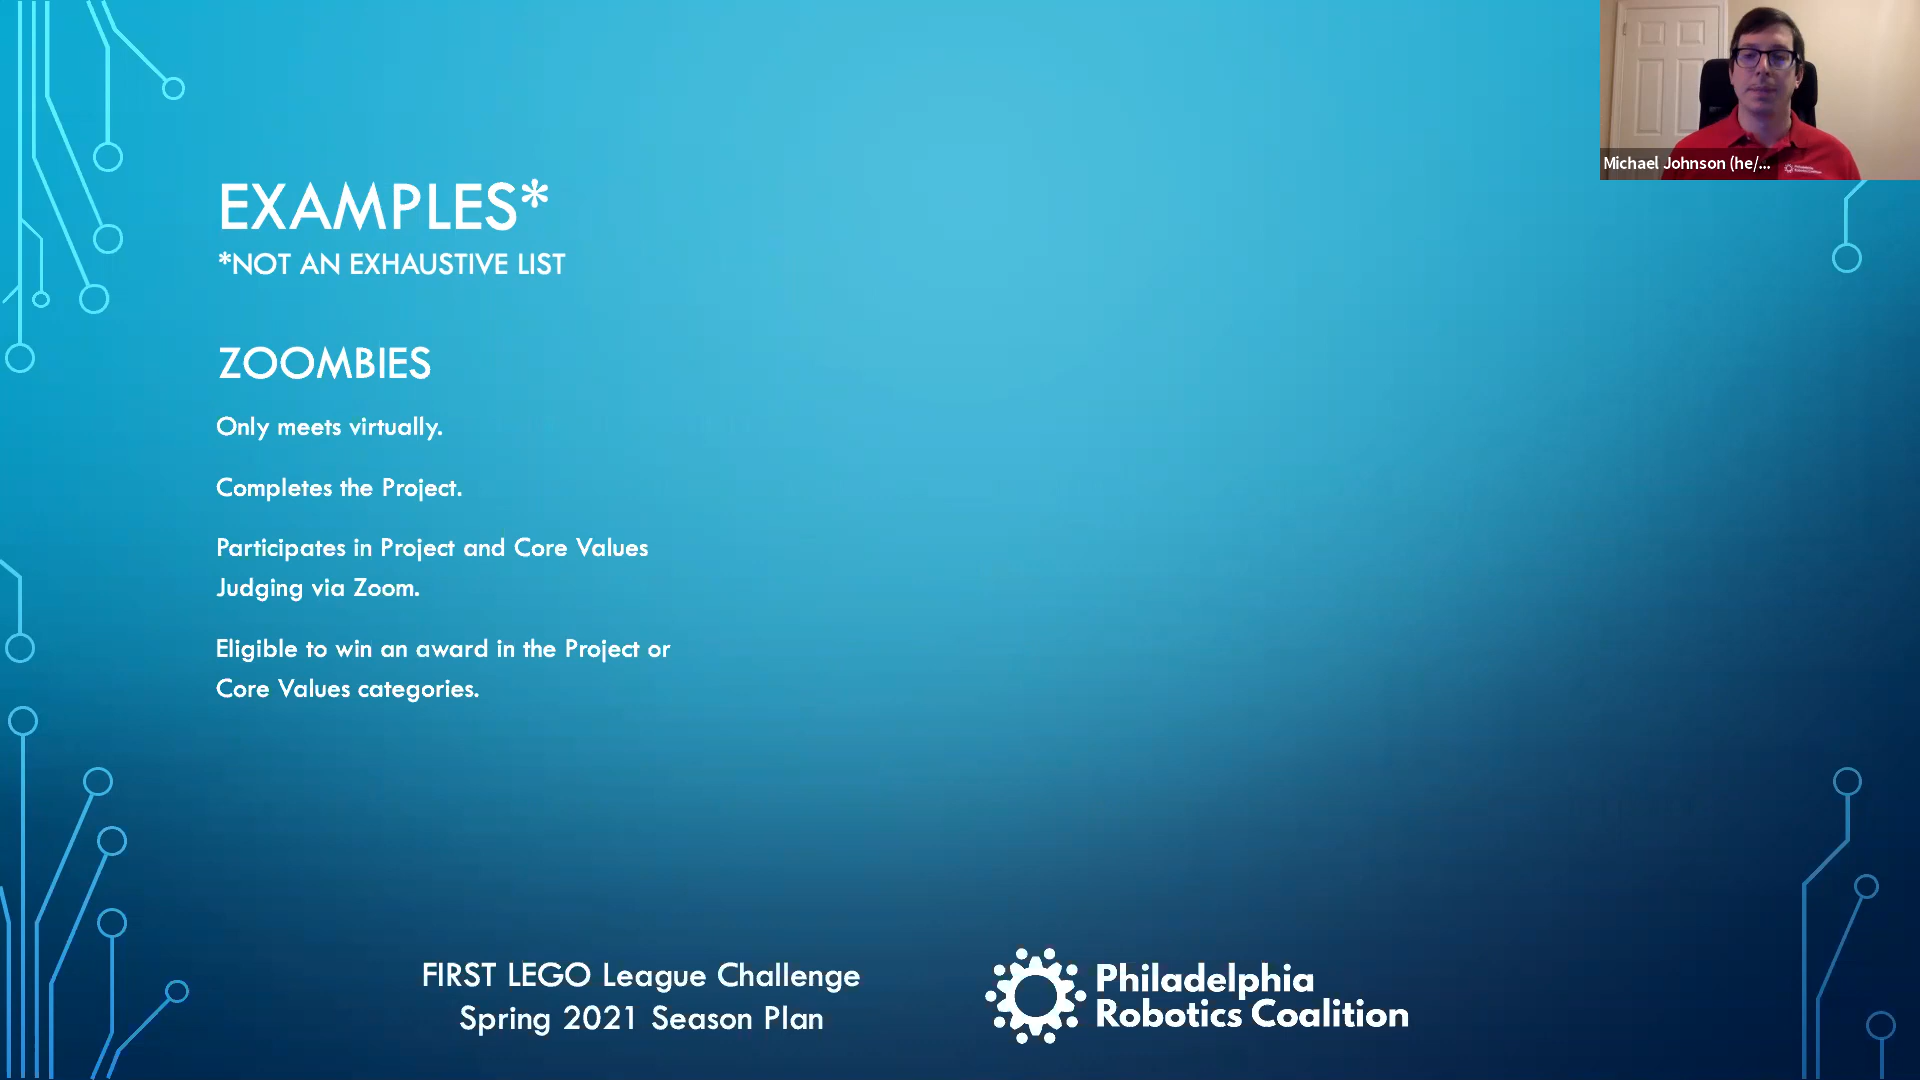 EXAMPLES*
*NOT AN EXHAUSTIVE LIST
ZOOMBIES
Only meets virtually.
Completes the Project.
Participates in Project and Core Values
Judging via Zoom.
Eligible to win an award in the Project or
Core Values categories.
FIRST LEGO League Challenge
Spring 2021 Season Plan
Philadelphia
Robotics Coalition
Michael Johnson (he/...